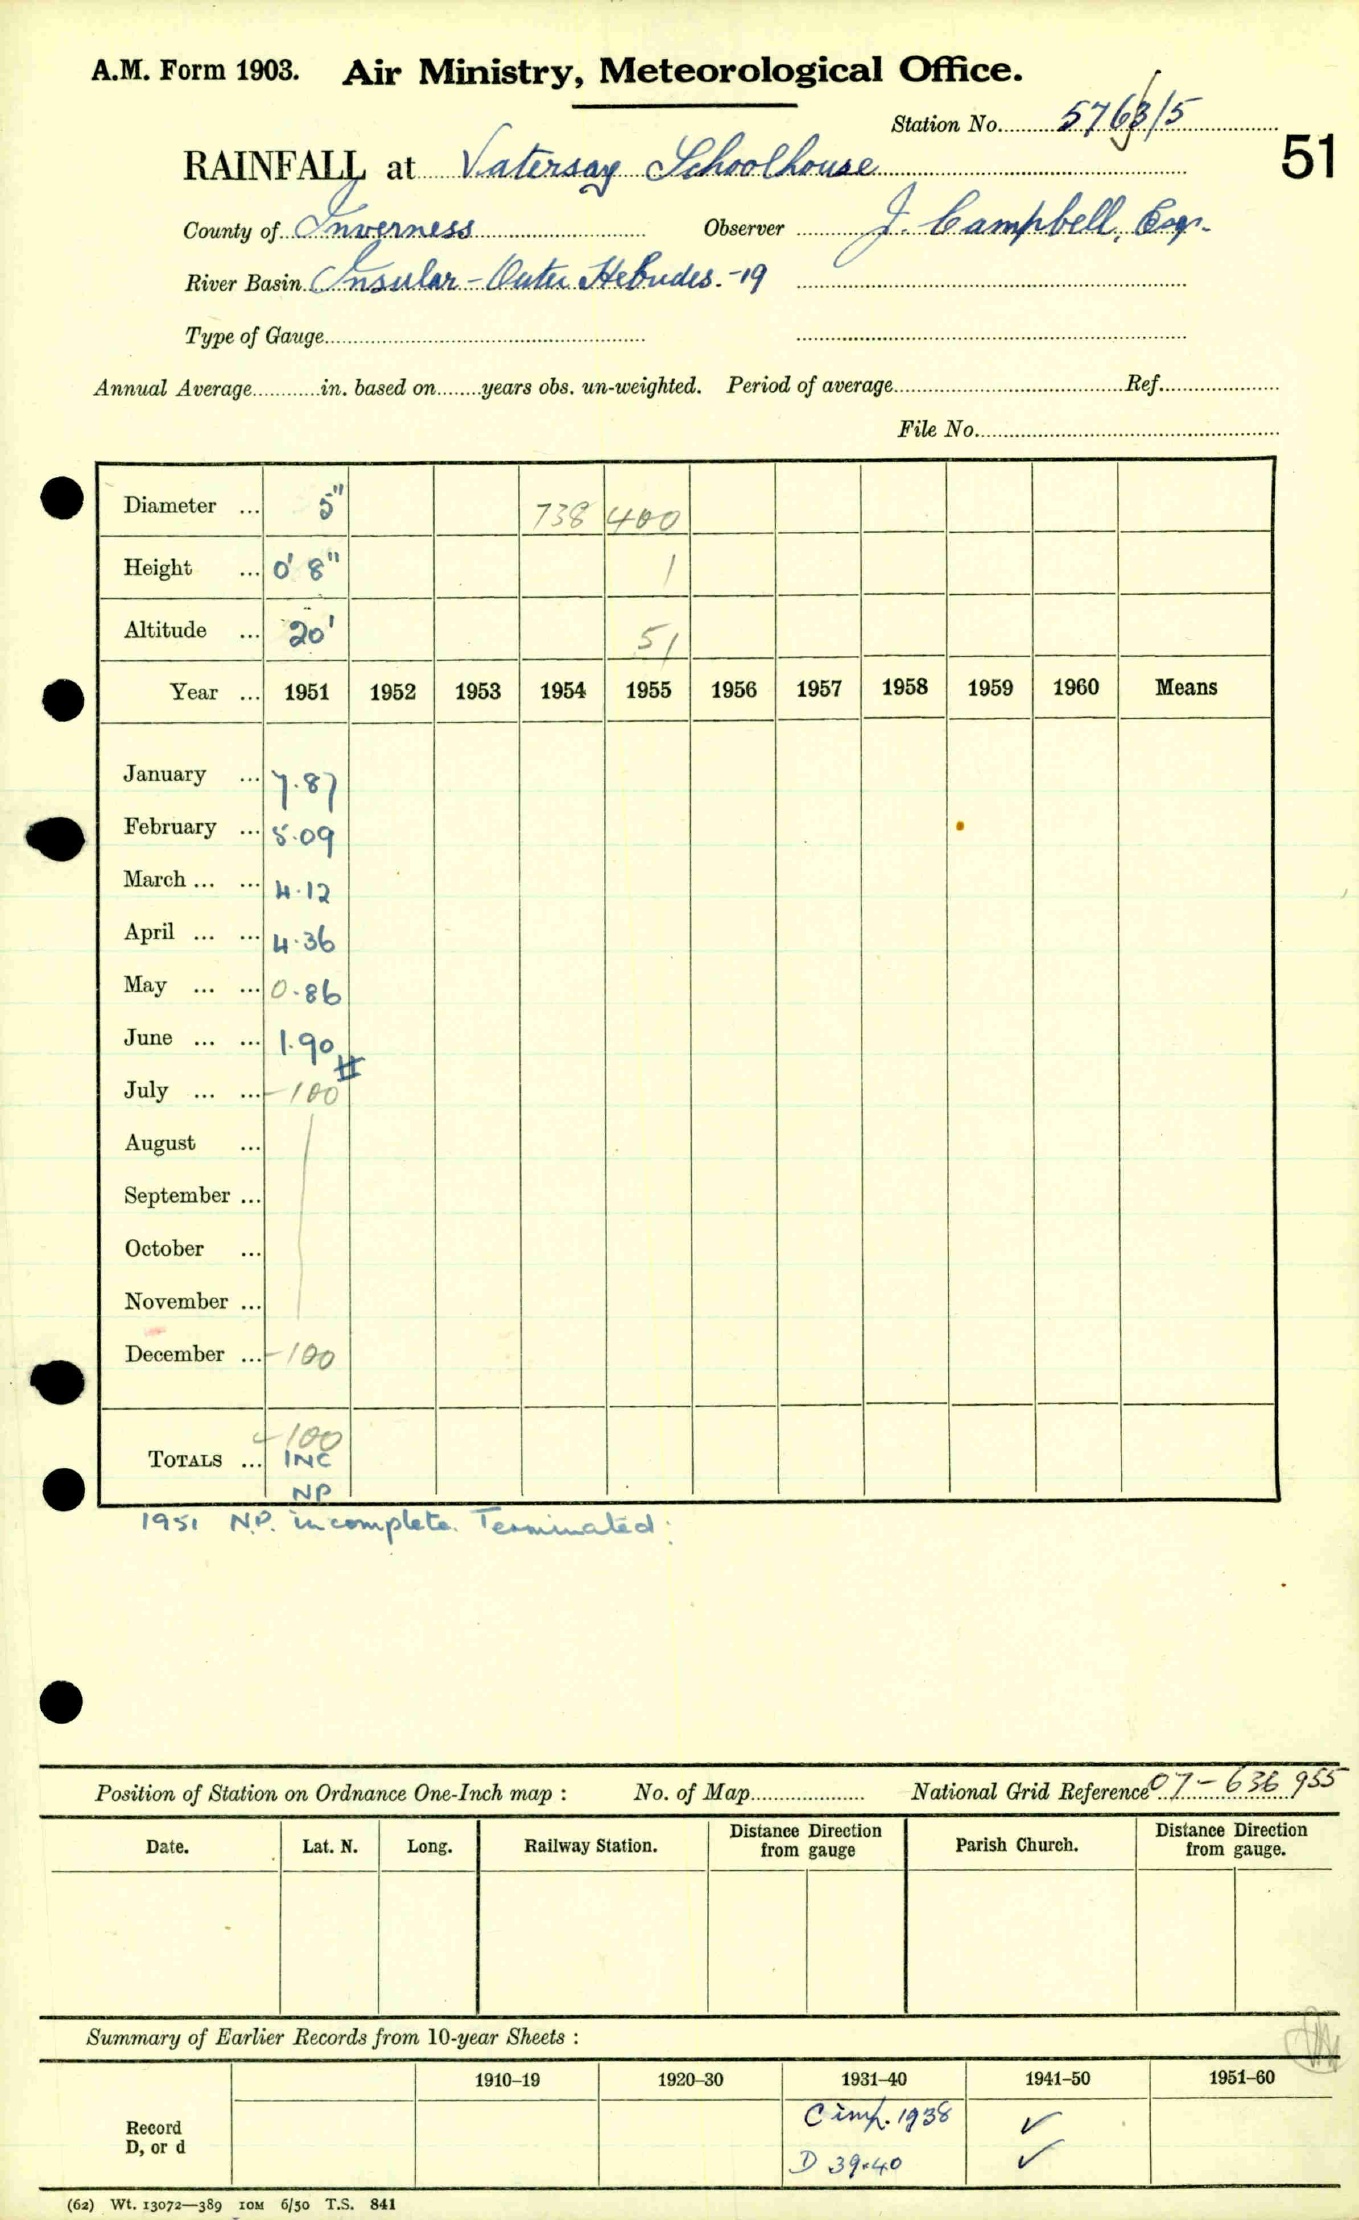 A.M. Form 1903. Air Ministry, Meteorological Office.
Station No. 5763/5
51
RAINFALL at Vatersay Schoolhouse
County of Inverness Observer J. Campbell, Esq.
River Basin Insular - Outer Hebrides. - 19
Type of Gauge
Annual Average in. based on years obs. un-weighted. Period of average Ref.
File No.
Diameter ... 5" 738 400
Height ... 0' 8" 1
Altitude ... 20' 51
Year ... 1951 1952 1953 1954 1955 1956 1957 1958 1959 1960 Means
January ... 7.87
February ... 5.09
March ... ... 4.12
April ... ... 4.36
May ... ... 0.86
June ... ... 1.90
July ... ... -100
August ...
September ...
October ...
November ...
December ... -100
-100
TOTALS ... INC
NP
1951 N.P. incomplete. Terminated.
Position of Station on Ordnance One-Inch map : No. of Map National Grid Reference 07-636955
Date. Lat. N. Long. Railway Station. Distance from gauge Direction Parish Church. Distance from gauge. Direction
Summary of Earlier Records from 10-year Sheets :
1910–19 1920–30 1931–40 1941–50 1951–60
Record C imp. 1938 ✓
D, or d D 39-40 ✓
(62) Wt. 13072—389 10M 6/50 T.S. 841